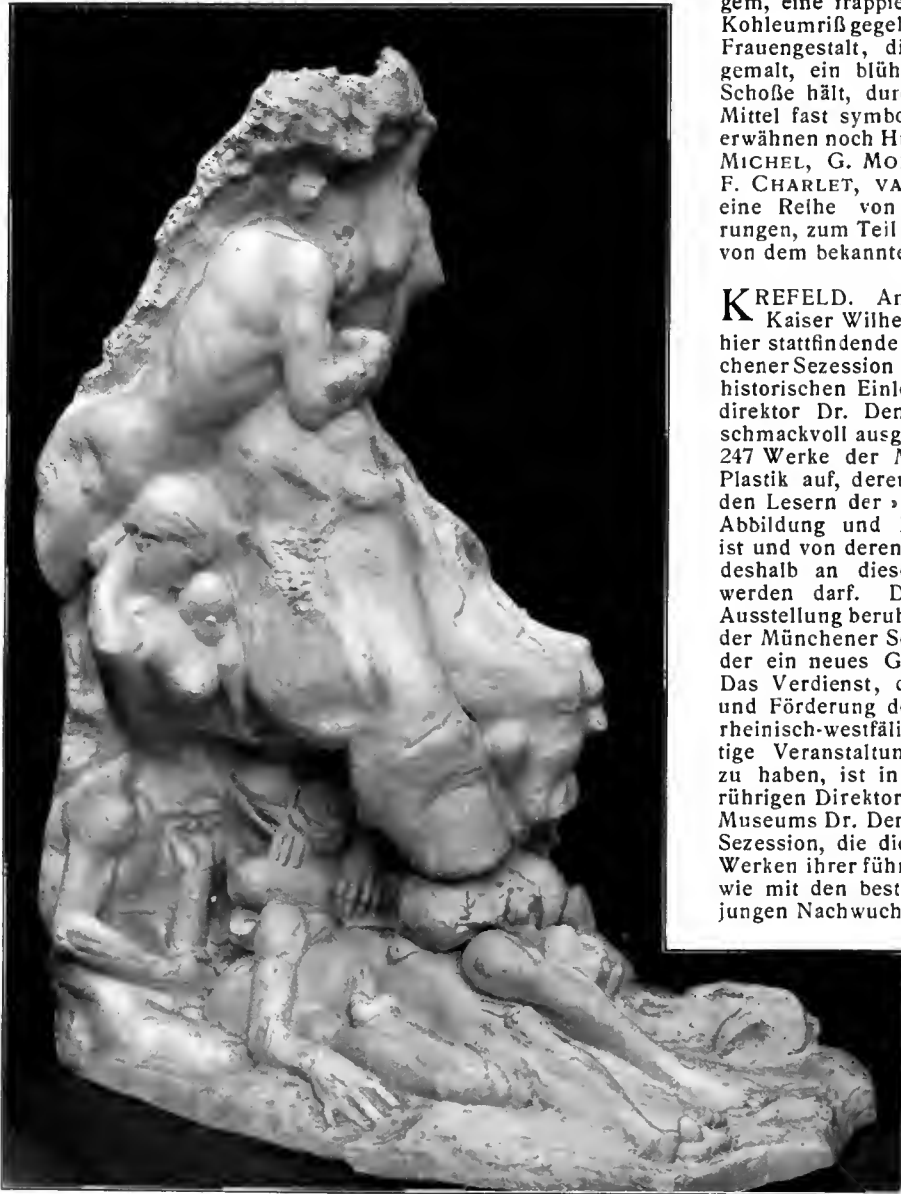 gem, eine frappie
Kohleumriß gegel
Frauengestalt, di
gemalt, ein blüh
Schoße hält, dur
Mittel fast symbo
erwähnen noch H
MICHEL, G. MO
F. CHARLET, VA
eine Reihe von
rungen, zum Teil
von dem bekannte
KREFELD. Ar
Kaiser Wilhe
hier stattfindende
chener Sezession
historischen Einl
direktor Dr. Den
schmackvoll ausg
247 Werke der M
Plastik auf, deren
den Lesern der »
Abbildung und
ist und von deren
deshalb an dies
werden darf. D
Ausstellung beruh
der Münchener S
der ein neues G
Das Verdienst, d
und Förderung d
rheinisch-westfäli
tige Veranstaltun
zu haben, ist in
rührigen Direktor
Museums Dr. Den
Sezession, die die
Werken ihrer führ
wie mit den best
jungen Nachwuch